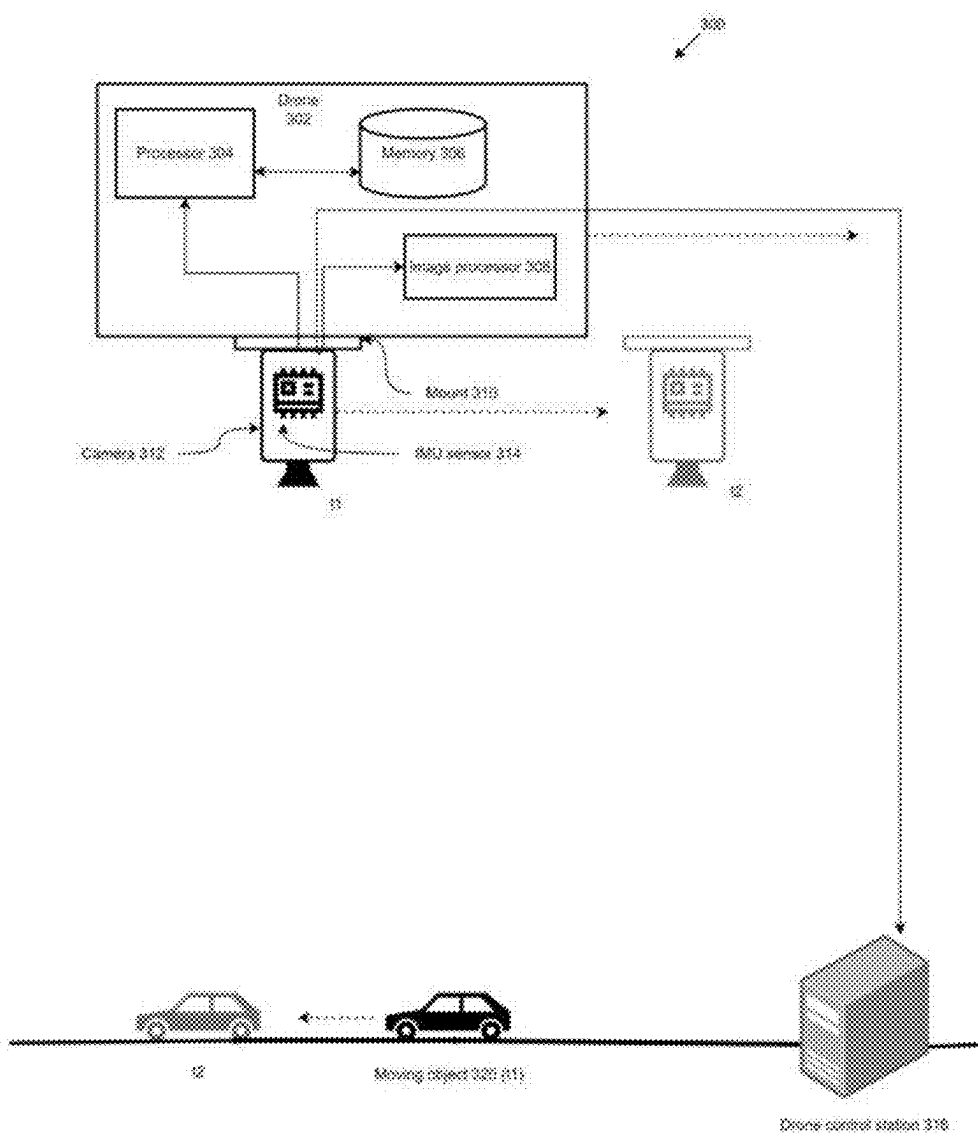 300
Drone
302
Processor 304
Memory 306
Image processor 308
Mount 310
Camera 312
IMU sensor 314
t1
t2
t2
Moving object 320 (t1)
Drone control station 316